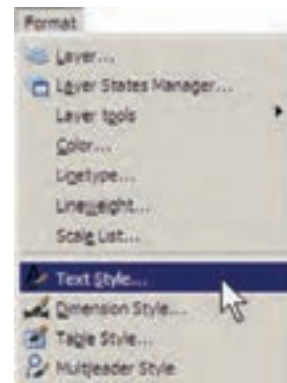 Format
Layer...
Layer States Manager...
Layer tools
Color...
Linetype...
Lineweight...
Scale List...
Text Style...
Dimension Style...
Table Style...
Multileader Style